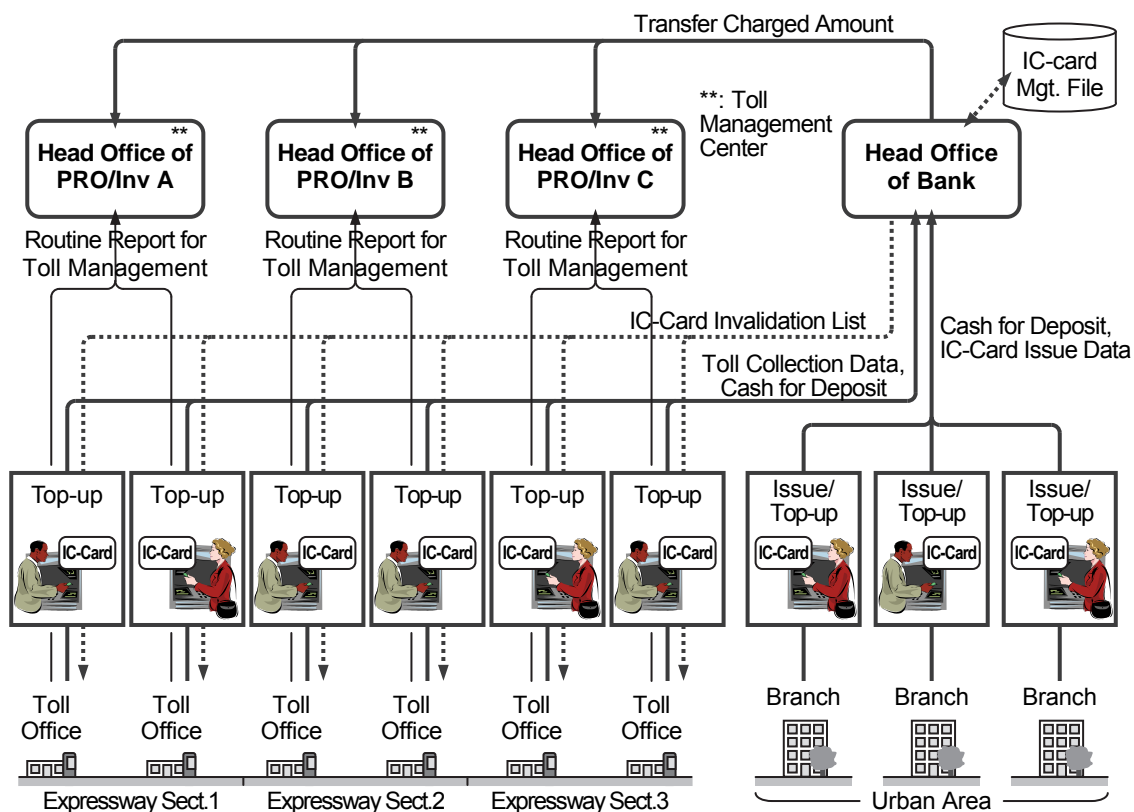 Transfer Charged Amount
IC-card
Mgt. File
**: Toll
Management
Center
**
Head Office of
PRO/Inv A
**
Head Office of
PRO/Inv B
**
Head Office of
PRO/Inv C
Head Office
of Bank
Routine Report for
Toll Management
Routine Report for
Toll Management
Routine Report for
Toll Management
IC-Card Invalidation List
Cash for Deposit,
IC-Card Issue Data
Toll Collection Data,
Cash for Deposit
Top-up
IC-Card
Top-up
IC-Card
Top-up
IC-Card
Top-up
IC-Card
Top-up
IC-Card
Top-up
IC-Card
Issue/
Top-up
IC-Card
Issue/
Top-up
IC-Card
Issue/
Top-up
IC-Card
Toll
Office
Toll
Office
Toll
Office
Toll
Office
Toll
Office
Toll
Office
Branch
Branch
Branch
Expressway Sect.1
Expressway Sect.2
Expressway Sect.3
Urban Area